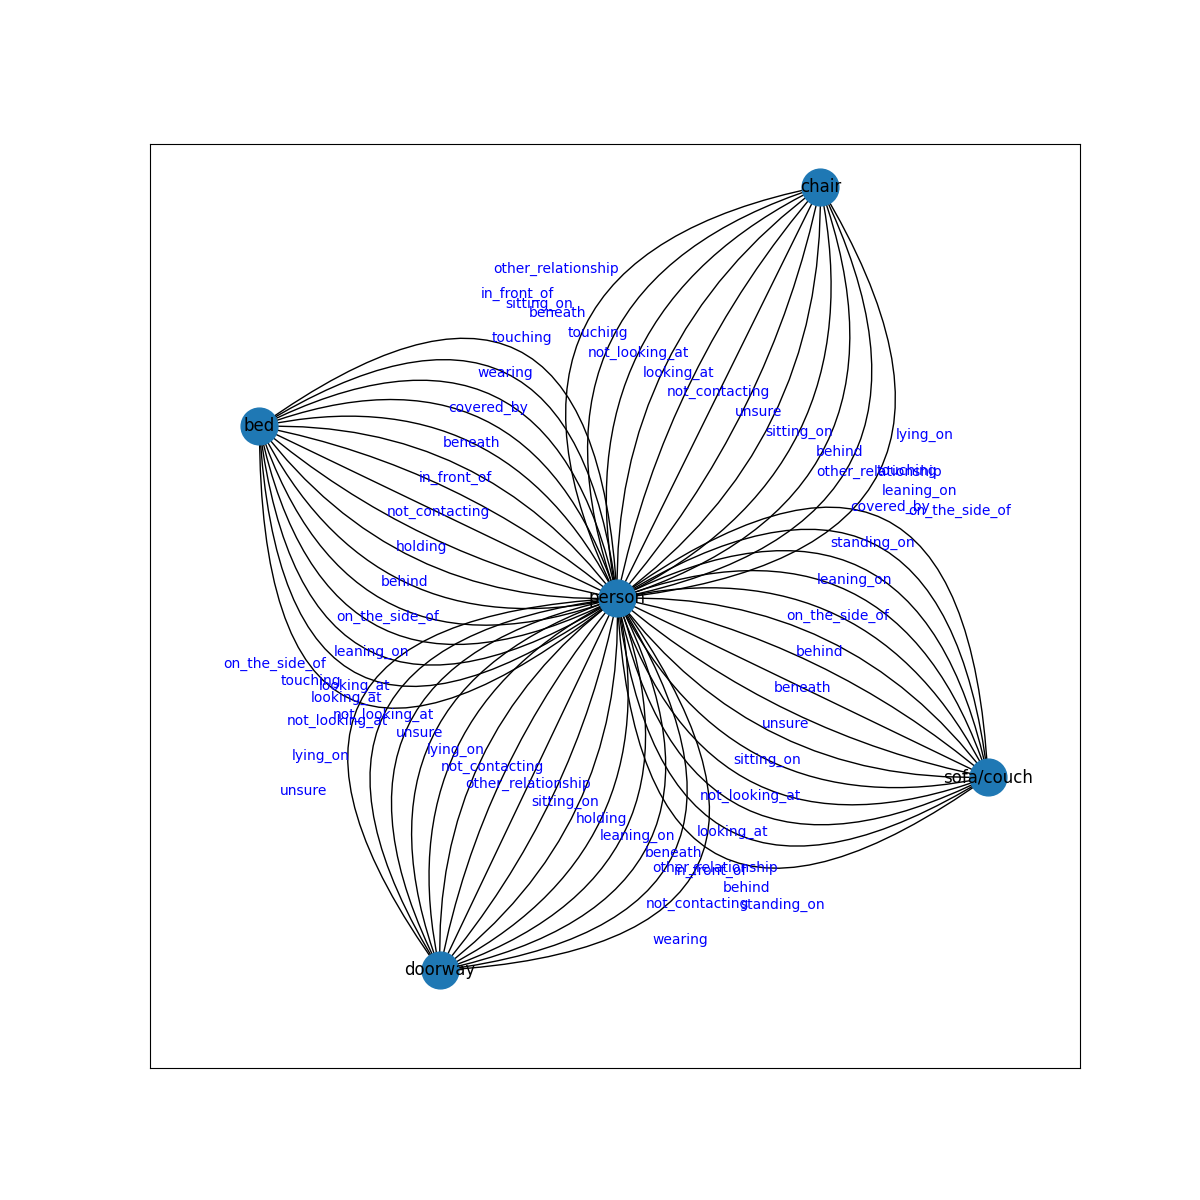 chair
other_relationship
in_front_of
sitting_on
beneath
touching
touching
not_looking_at
wearing
looking_at
not_contacting
covered_by
unsure
bed
sitting_on
lying_on
beneath
behind
other_relationship
touching
in_front_of
leaning_on
covered_by
on_the_side_of
not_contacting
standing_on
holding
leaning_on
behind
person
on_the_side_of
on_the_side_of
leaning_on
behind
on_the_side_of
touching
looking_at
beneath
looking_at
not_looking_at
not_looking_at
unsure
unsure
lying_on
lying_on
sitting_on
not_contacting
sofa/couch
other_relationship
unsure
not_looking_at
sitting_on
holding
looking_at
leaning_on
beneath
other_relationship
in_front_of
behind
not_contacting
standing_on
wearing
doorway